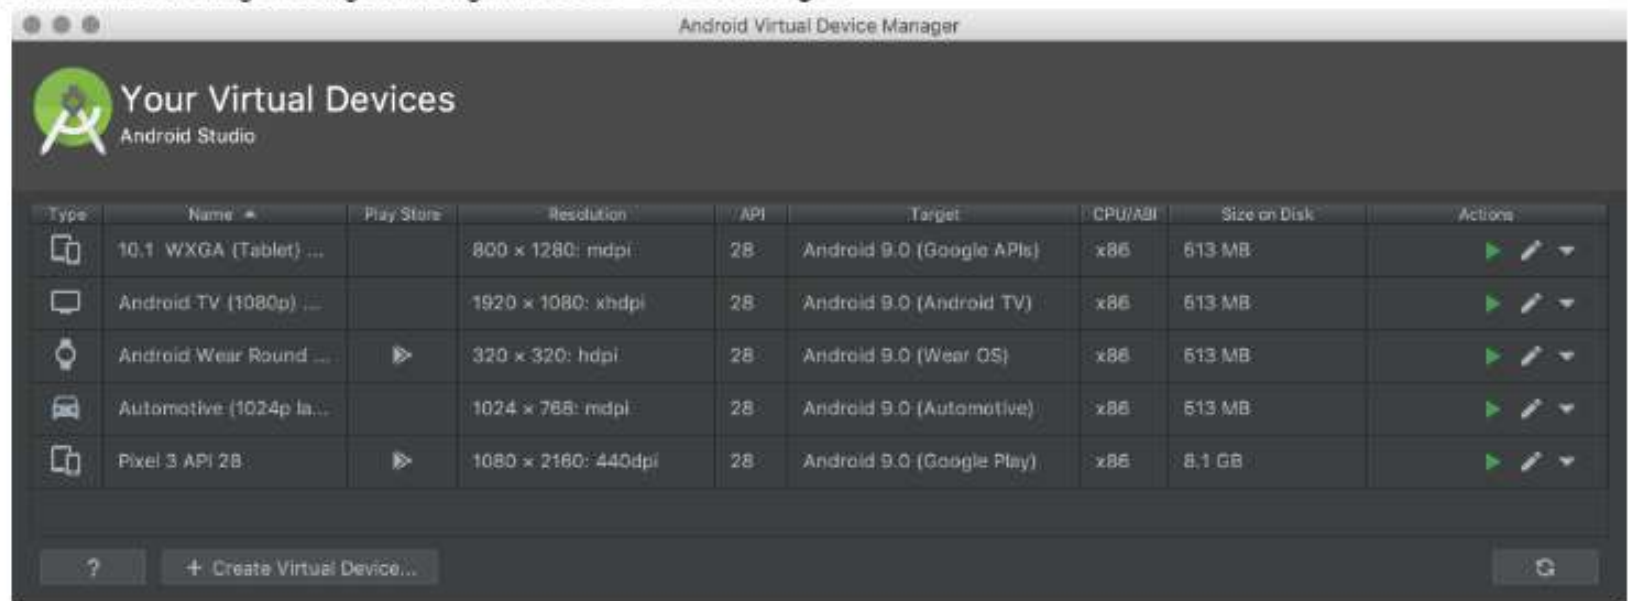 Android Virtual Device Manager
Your Virtual Devices
Android Studio
Type Name Play Store Resolution API Target CPU/ABI Size on Disk Actions
10.1 WXGA (Tablet) ... 800 × 1280: mdpi 28 Android 9.0 (Google APIs) x86 513 MB
Android TV (1080p) ... 1920 × 1080: xhdpi 28 Android 9.0 (Android TV) x86 513 MB
Android Wear Round ... 320 × 320: hdpi 28 Android 9.0 (Wear OS) x86 513 MB
Automotive (1024p la... 1024 × 768: mdpi 28 Android 9.0 (Automotive) x86 513 MB
Pixel 3 API 28 1080 × 2160: 440dpi 28 Android 9.0 (Google Play) x86 8.1 GB
? + Create Virtual Device...